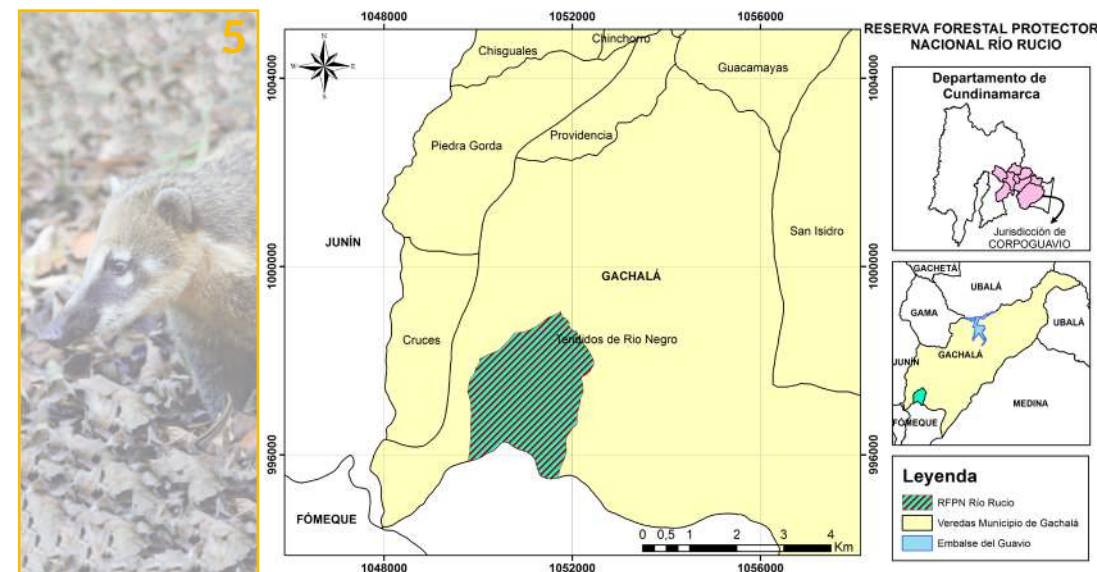 5
1048000
1052000
1056000
RESERVA FORESTAL PROTECTOR
NACIONAL RÍO RUCIO
N
W
E
S
1004000
1000000
996000
Chisguales
Chinchorro
Guacamayas
Piedra Gorda
Providencia
JUNÍN
San Isidro
GACHALÁ
Cruces
Tendidos de Rio Negro
FÓMEQUE
0 0,5 1 2 3 4
Km
1004000
1000000
996000
1048000
1052000
1056000
Departamento de
Cundinamarca
Jurisdicción de
CORPOGUAVIO
GACHETÁ
UBALÁ
GAMA
UBALÁ
JUNÍN
GACHALÁ
MEDINA
FÓMEQUE
Leyenda
RFPN Río Rucio
Veredas Municipio de Gachalá
Embalse del Guavio